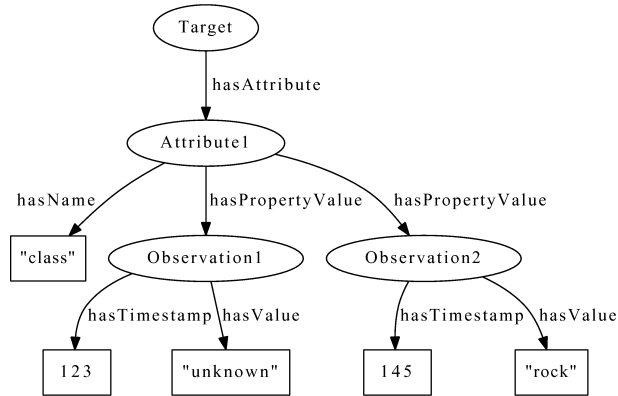 Target
hasAttribute
Attribute1
hasName
hasPropertyValue
hasPropertyValue
"class"
Observation1
Observation2
hasTimestamp
hasValue
hasTimestamp
hasValue
123
"unknown"
145
"rock"